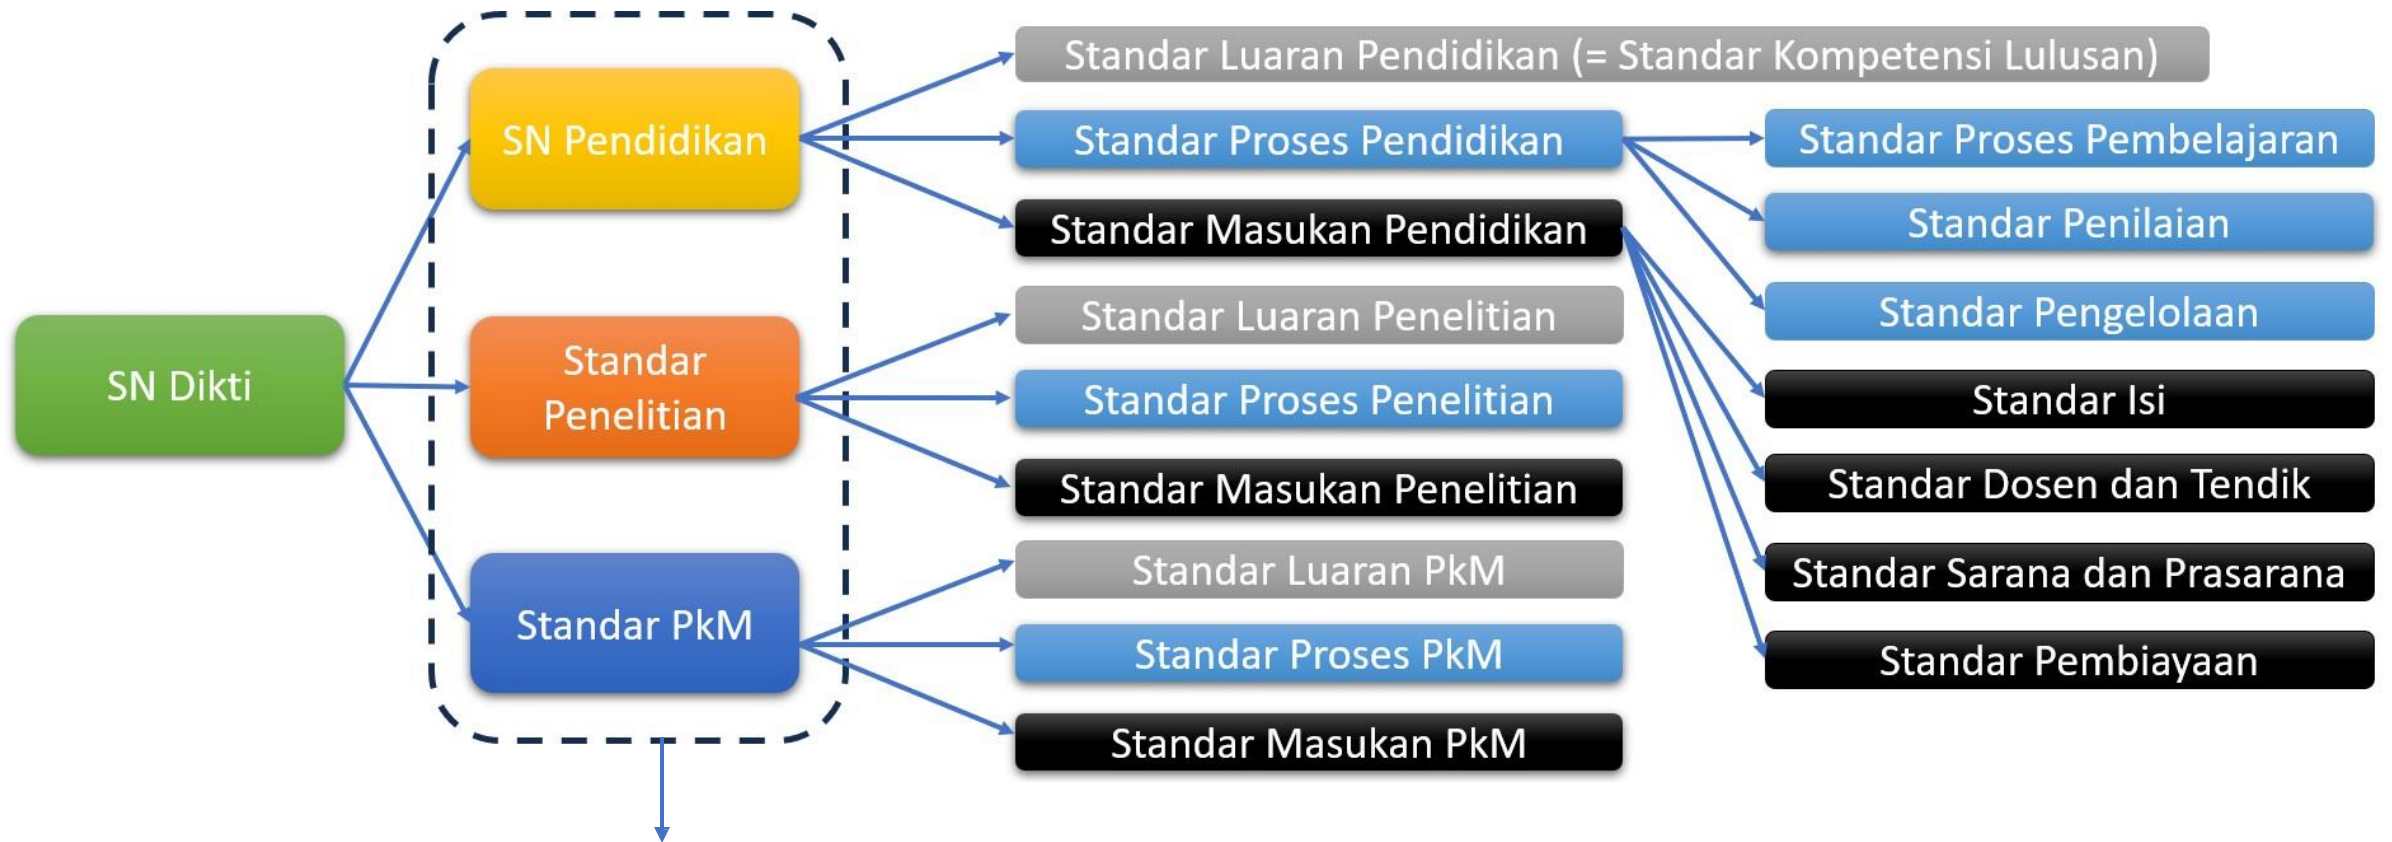 SN Dikti
SN Pendidikan
Standar
Penelitian
Standar PkM
Standar Luaran Pendidikan (= Standar Kompetensi Lulusan)
Standar Proses Pendidikan
Standar Masukan Pendidikan
Standar Luaran Penelitian
Standar Proses Penelitian
Standar Masukan Penelitian
Standar Luaran PkM
Standar Proses PkM
Standar Masukan PkM
Standar Proses Pembelajaran
Standar Penilaian
Standar Pengelolaan
Standar Isi
Standar Dosen dan Tendik
Standar Sarana dan Prasarana
Standar Pembiayaan